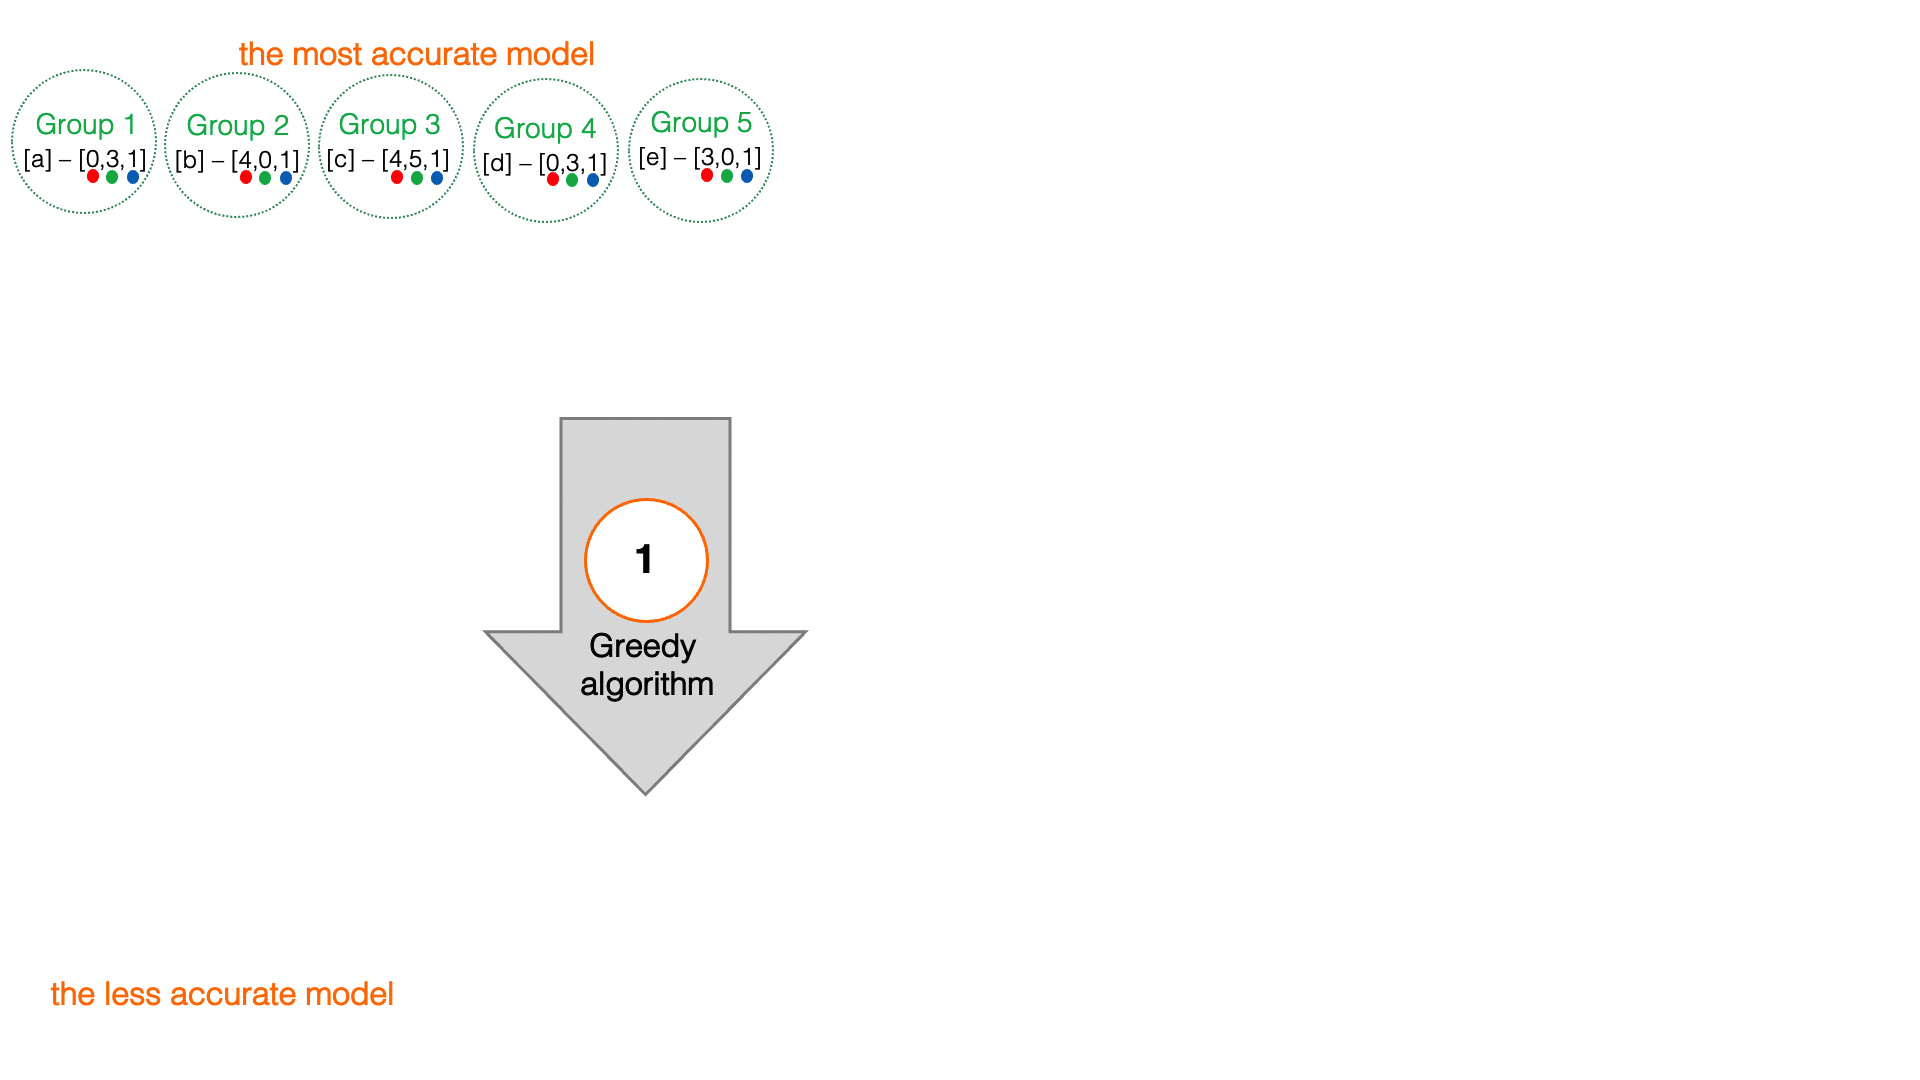 the most accurate model
Group 1
[a] – [0,3,1]
Group 2
[b] – [4,0,1]
Group 3
[c] – [4,5,1]
Group 4
[d] – [0,3,1]
Group 5
[e] – [3,0,1]
1
Greedy
algorithm
the less accurate model